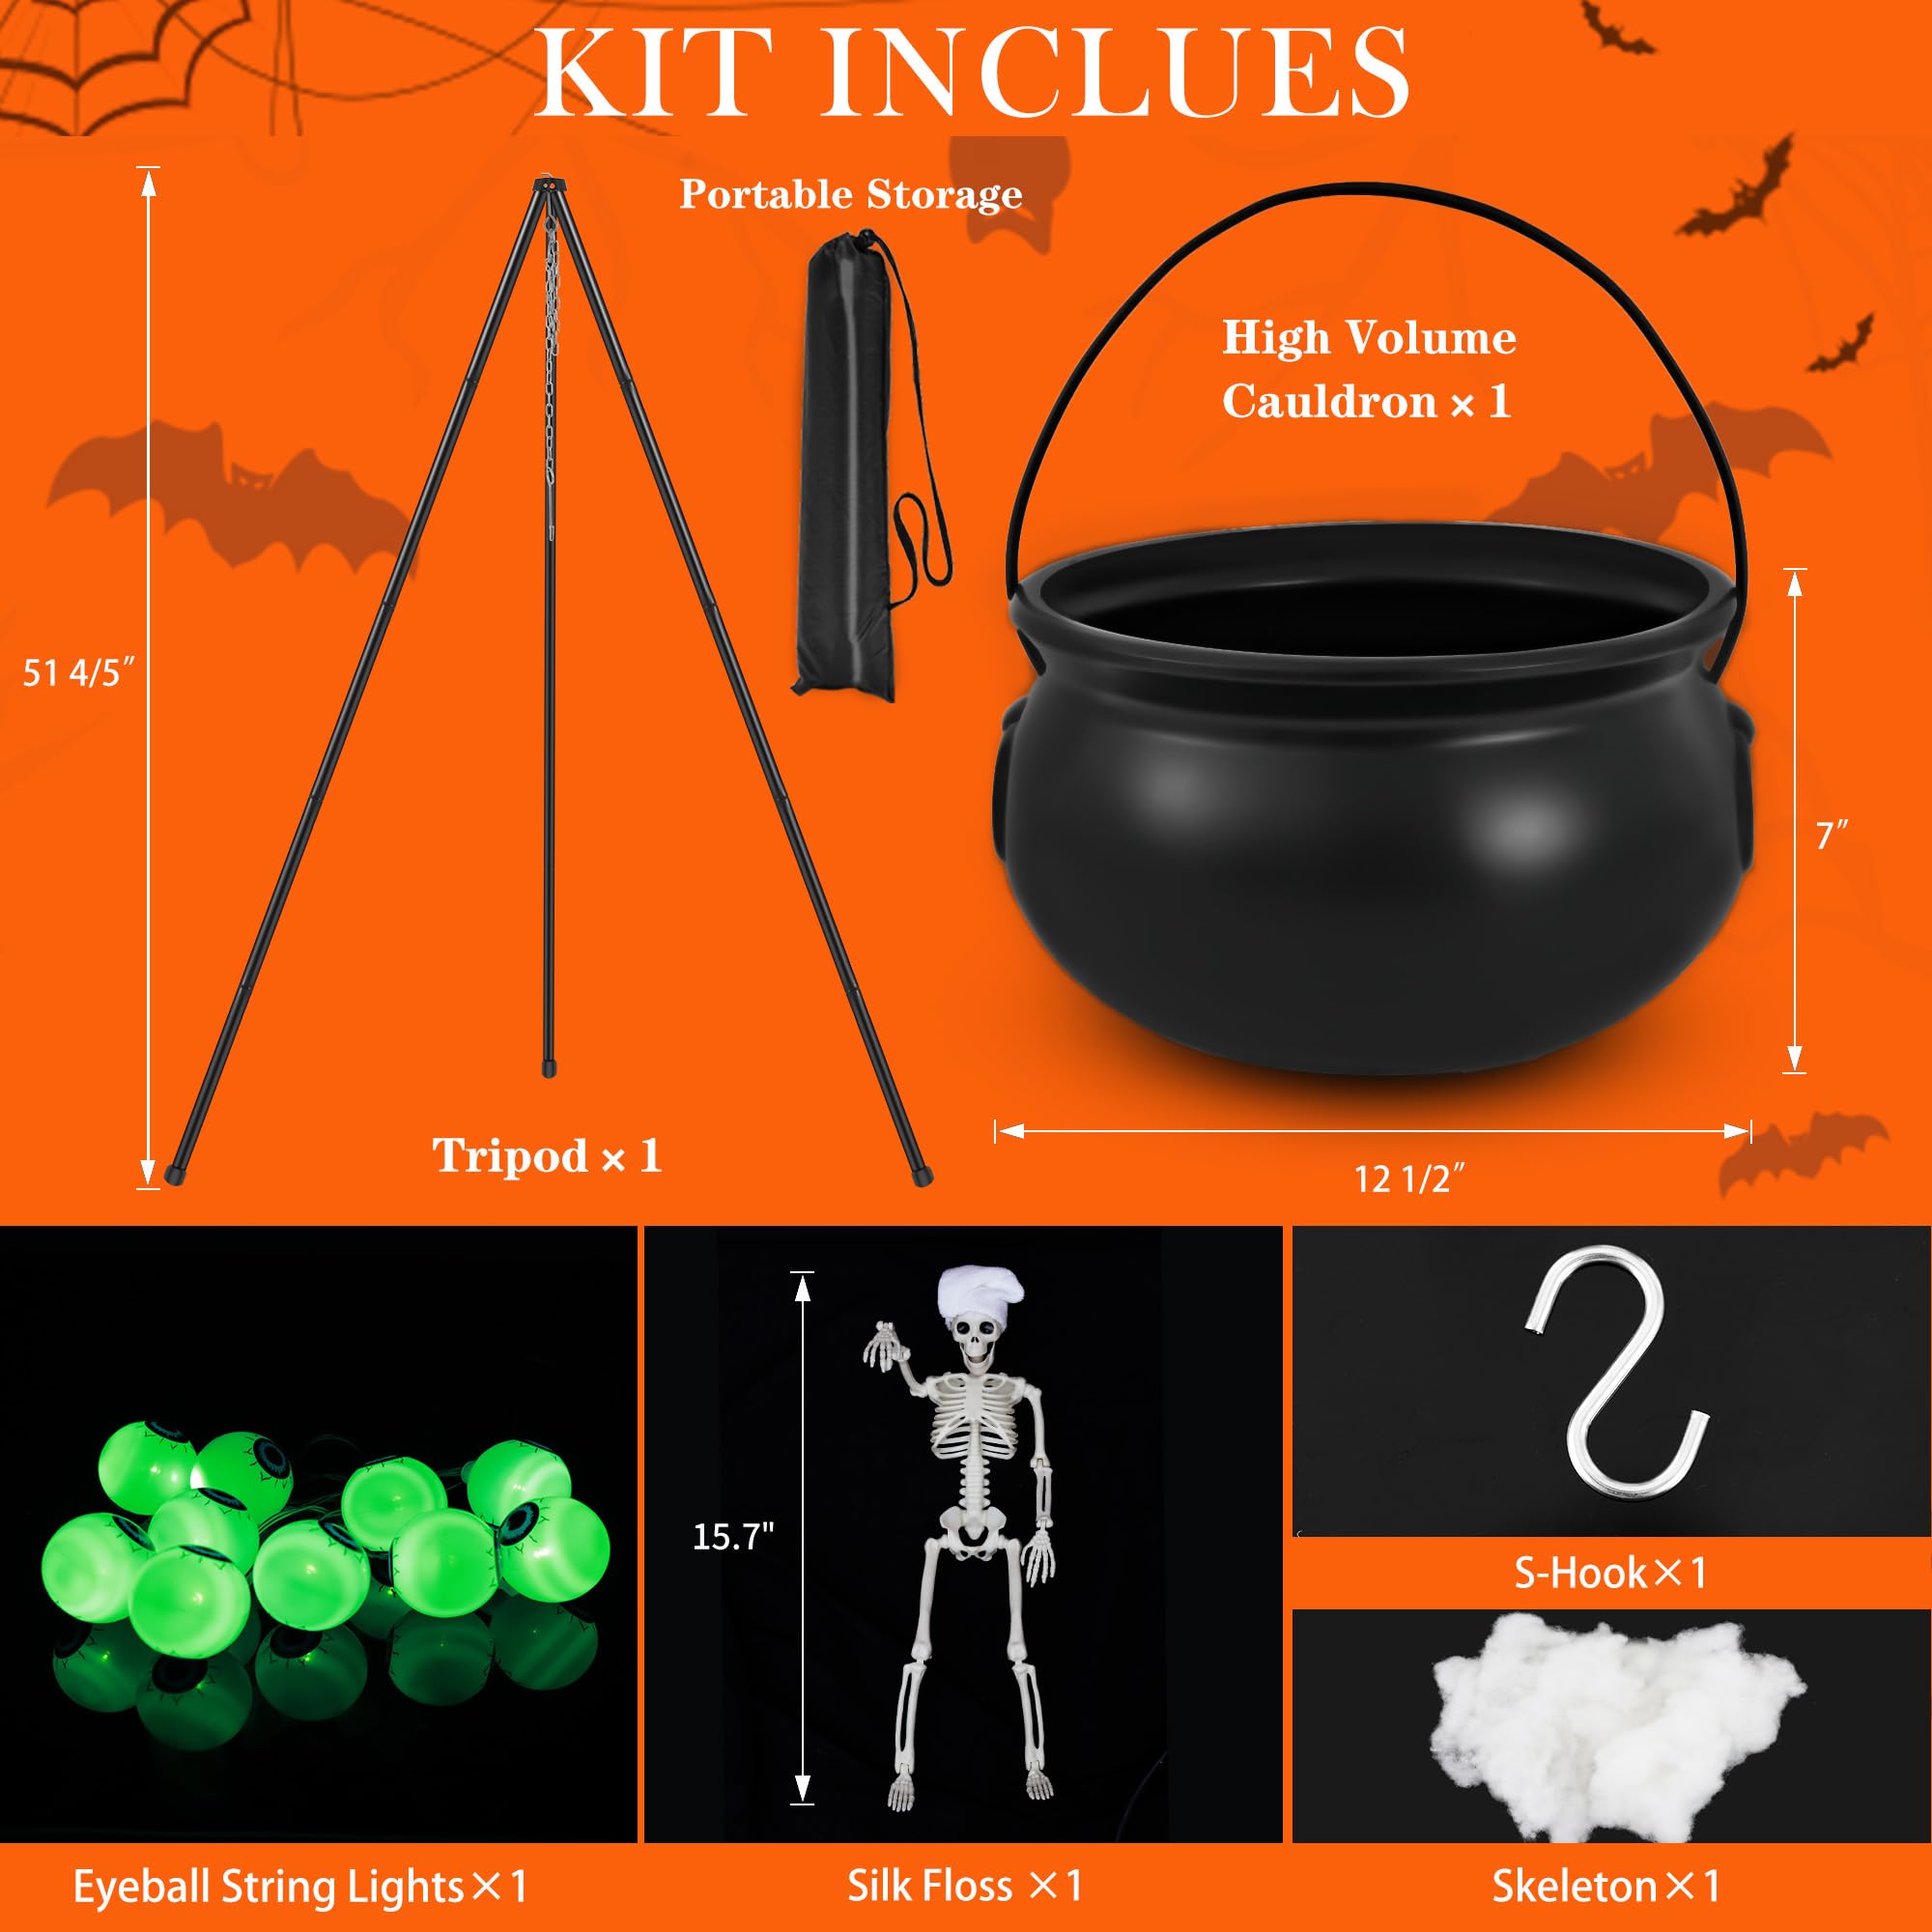 KIT INCLUES
Portable Storage
High Volume
Cauldron × 1
51 4/5″
7″
Tripod × 1
12 1/2″
15.7"
S-Hook×1
Eyeball String Lights×1
Silk Floss ×1
Skeleton×1